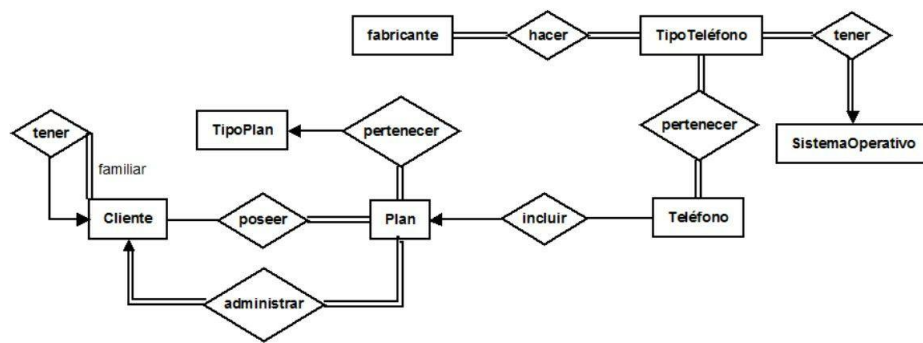 fabricante
hacer
TipoTeléfono
tener
tener
TipoPlan
pertenecer
pertenecer
SistemaOperativo
familiar
Cliente
poseer
Plan
incluir
Teléfono
administrar